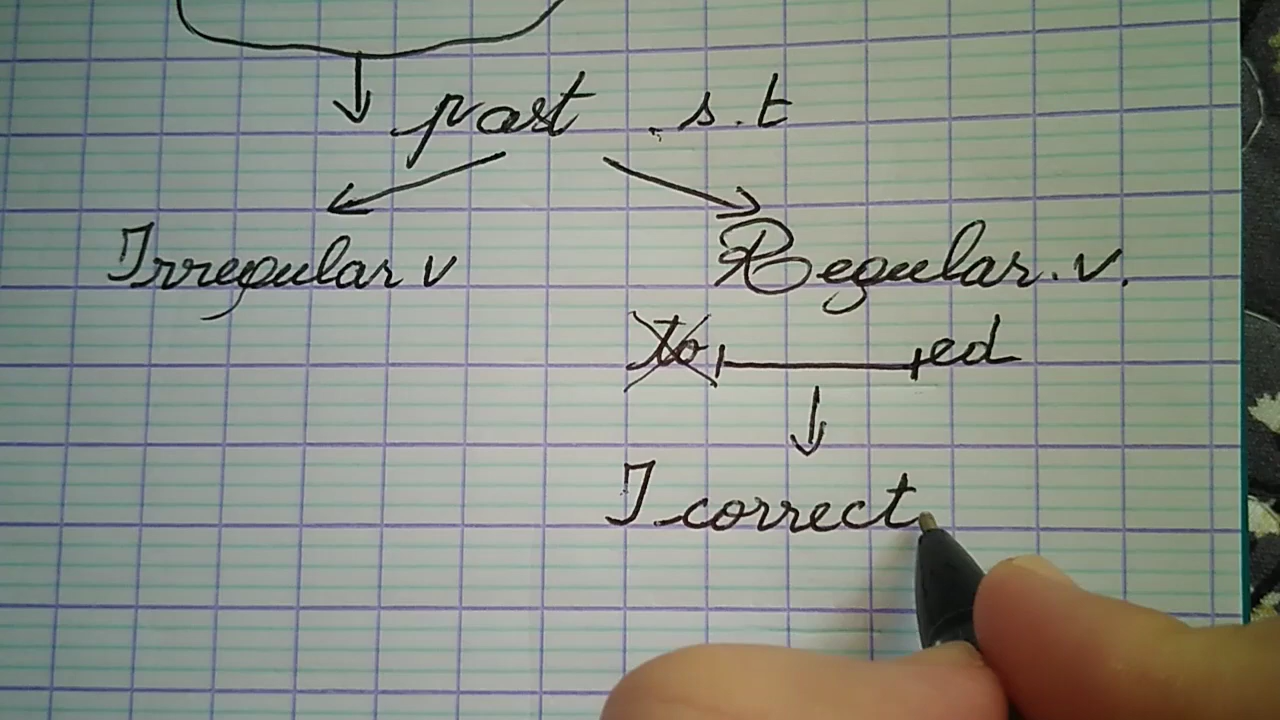 past . s.t
Irregular v Regular. v.
to ed
I correct